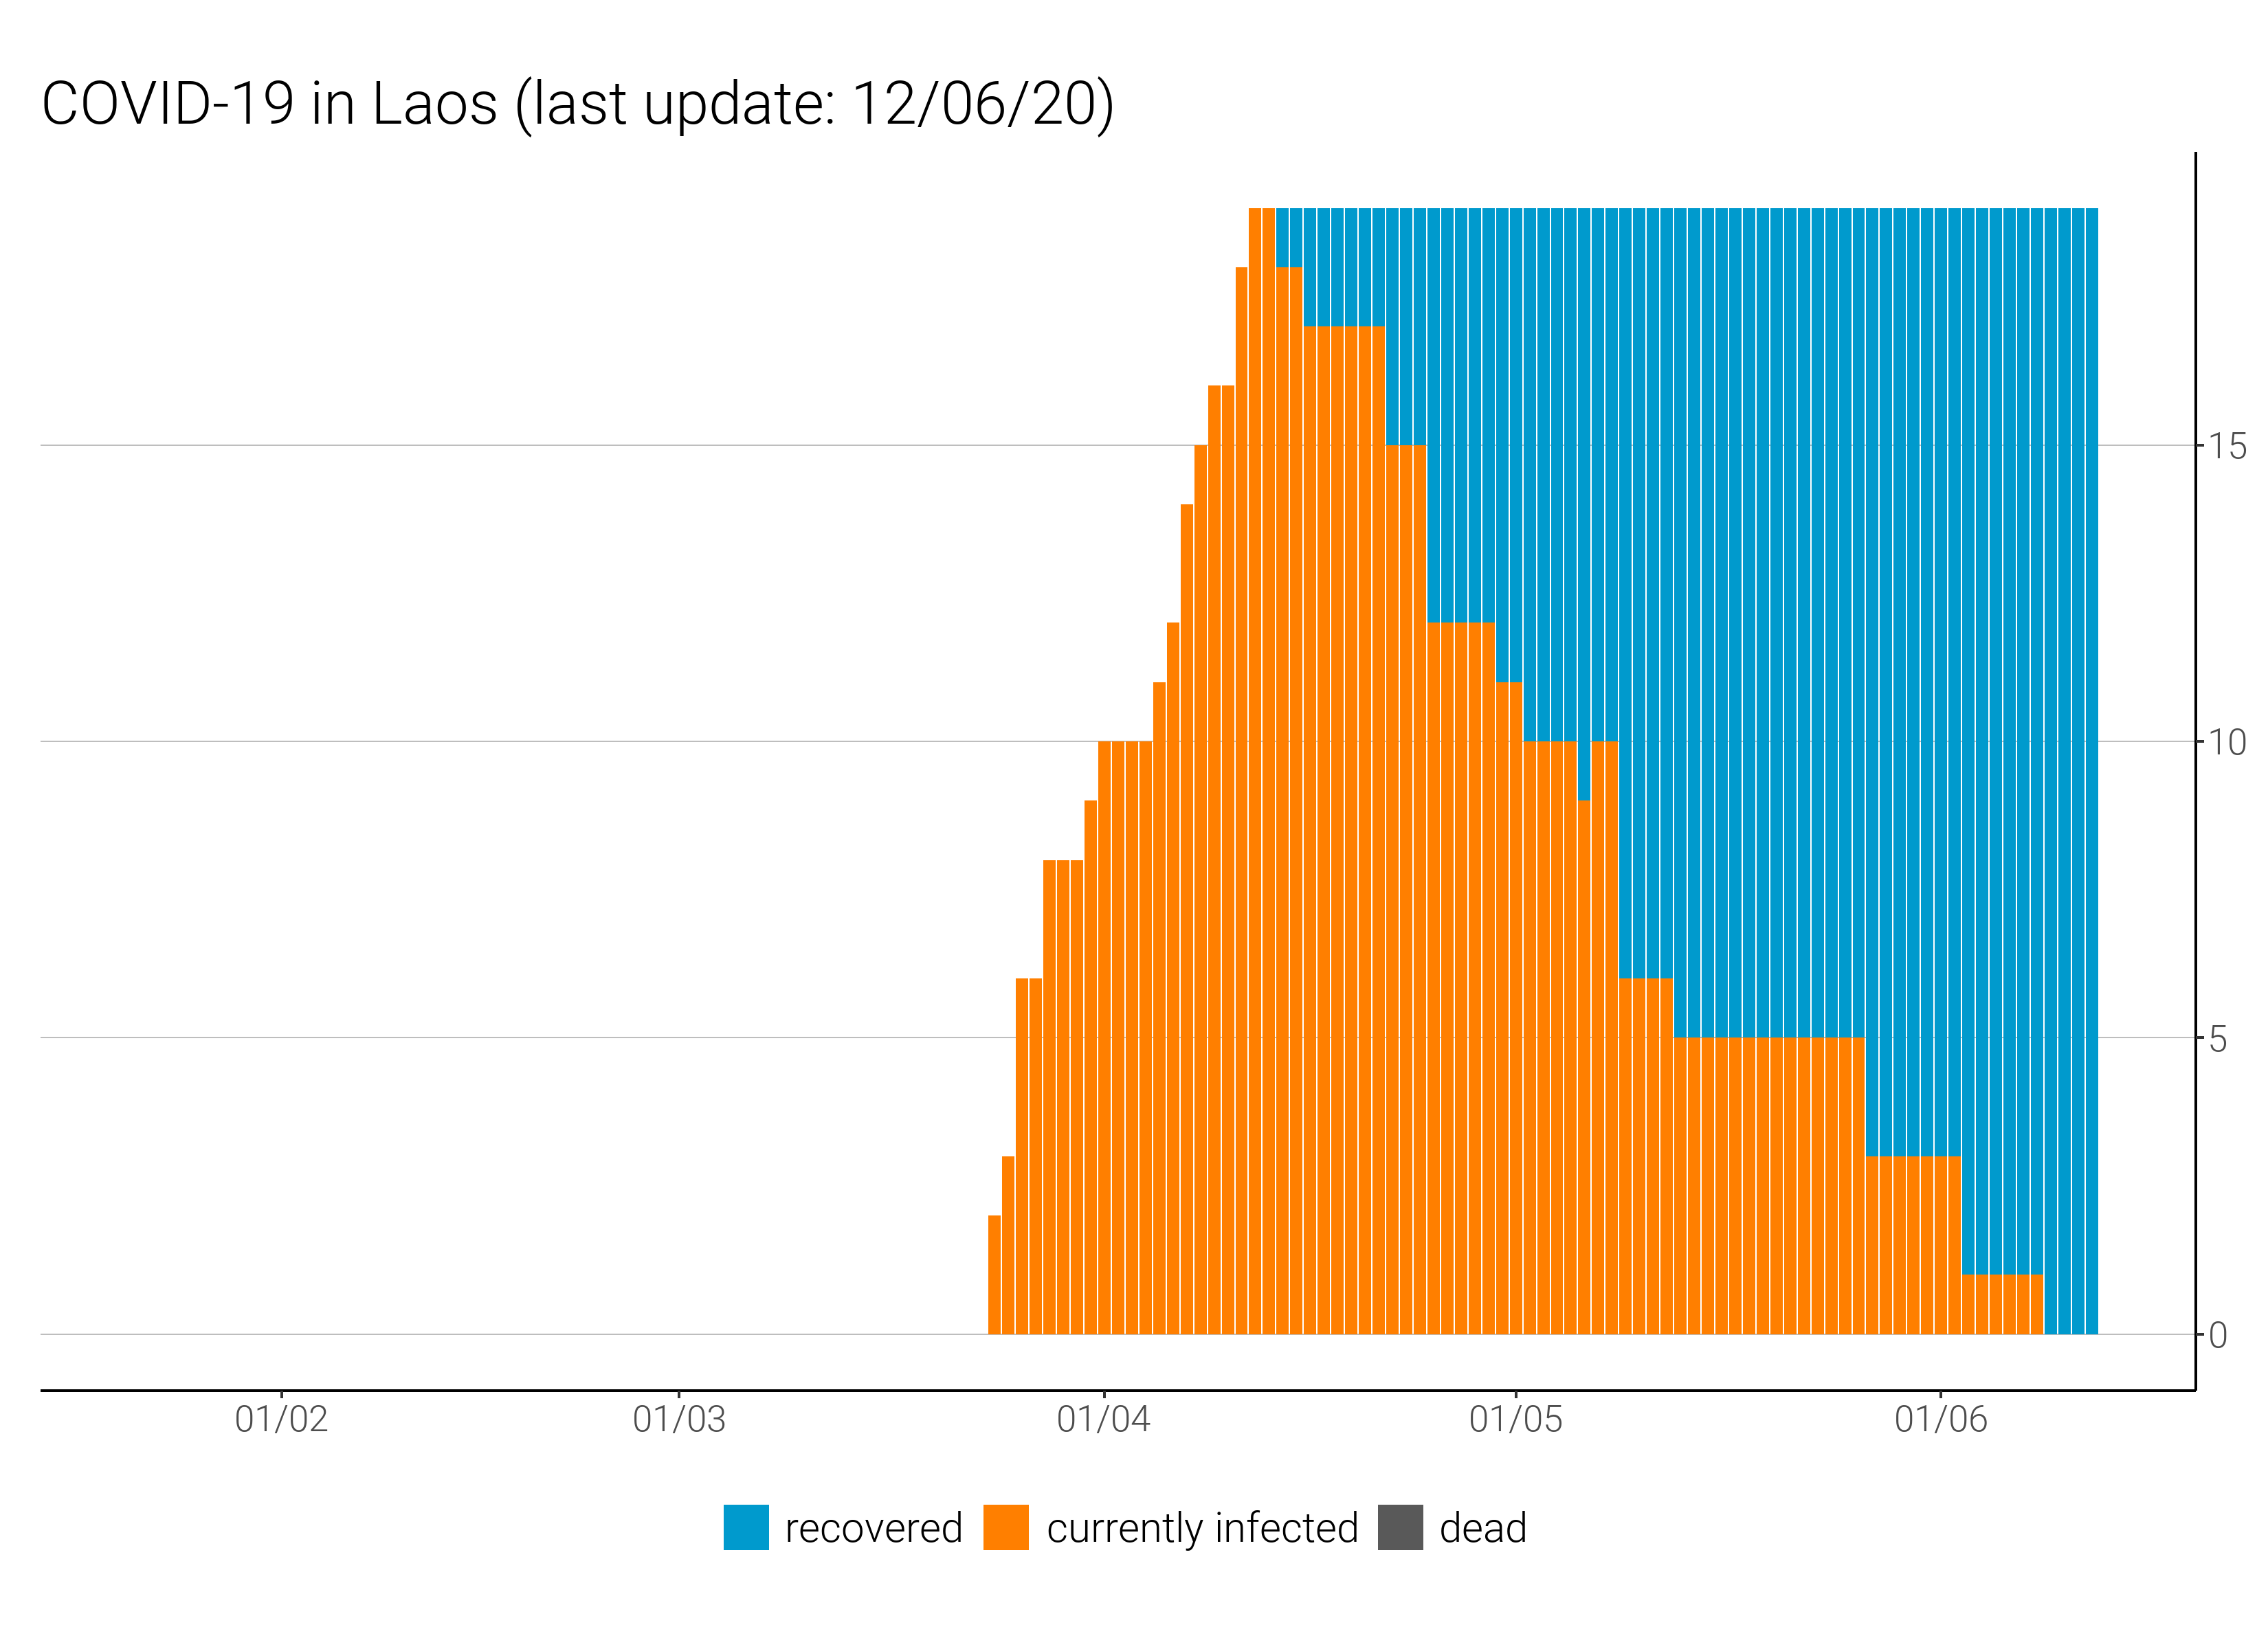 COVID-19 in Laos (last update: 12/06/20)
15
10
5
0
01/02 01/03 01/04 01/05 01/06
recovered currently infected dead